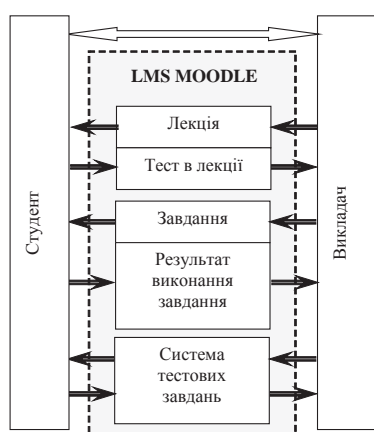 LMS MOODLE
Студент
Лекція
Тест в лекції
Завдання
Результат
виконання
завдання
Система
тестових
завдань
Викладач